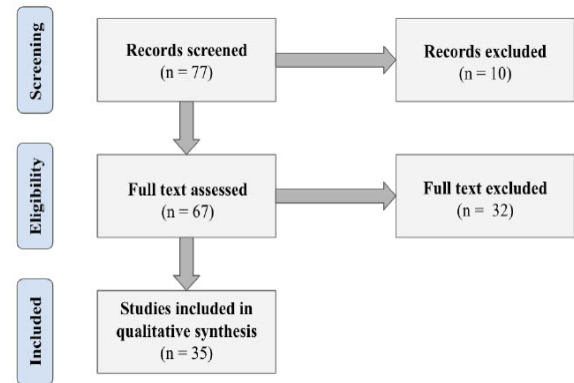 Screening
Records screened
(n = 77)
Records excluded
(n = 10)
Eligibility
Full text assessed
(n = 67)
Full text excluded
(n = 32)
Included
Studies included in
qualitative synthesis
(n = 35)